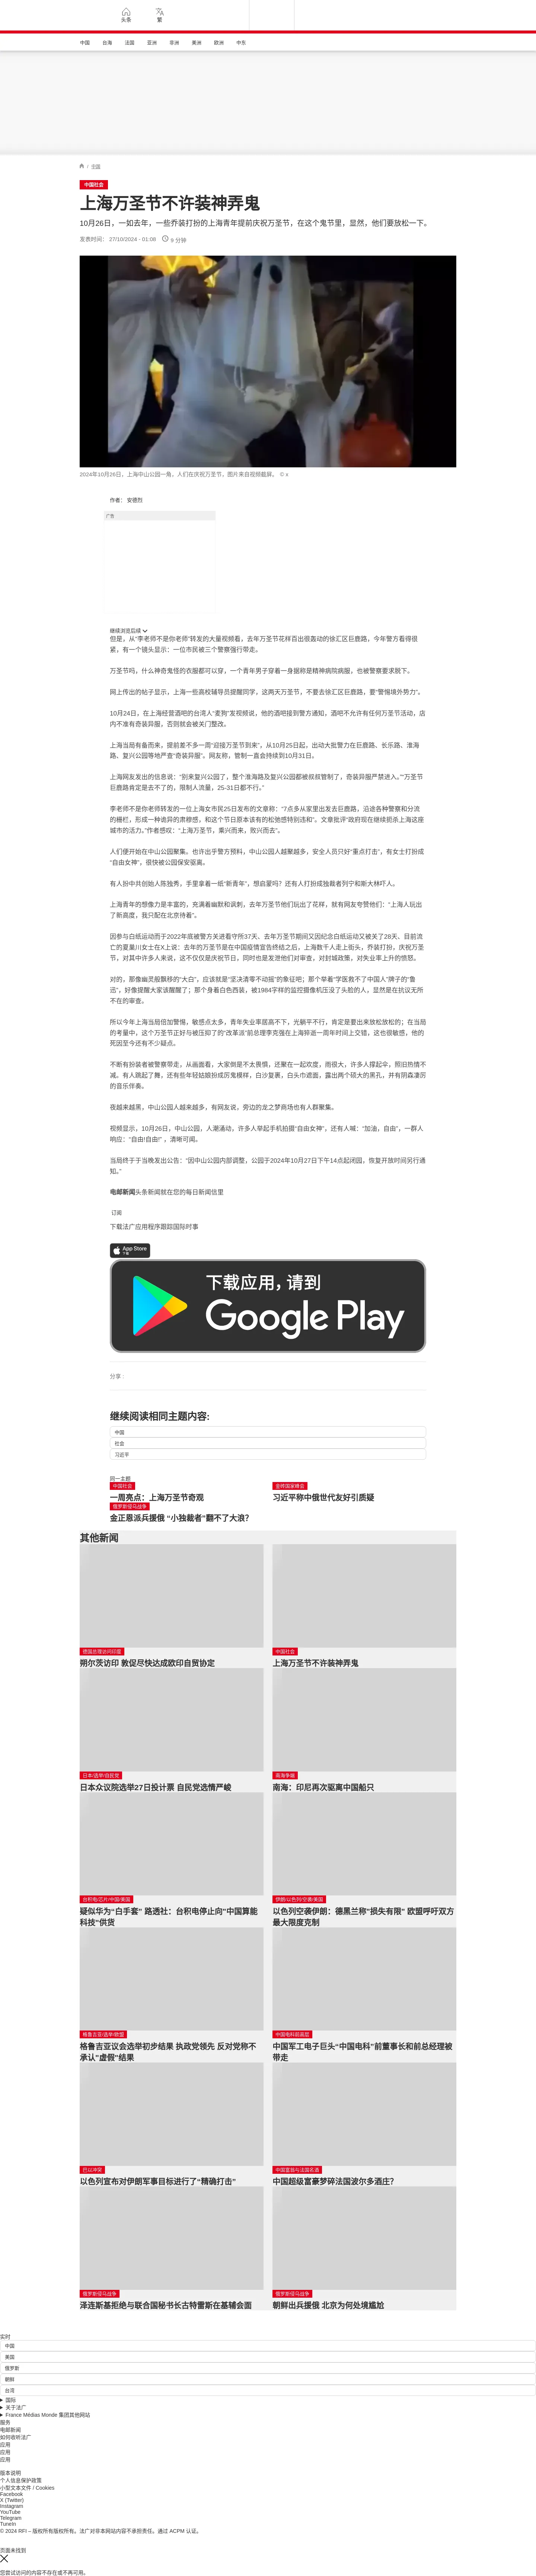 头条
繁
中国
台海
法国
亚洲
非洲
美洲
欧洲
中东
/ 中国
中国社会
上海万圣节不许装神弄鬼
10月26日，一如去年，一些乔装打扮的上海青年提前庆祝万圣节，在这个鬼节里，显然，他们要放松一下。
发表时间： 27/10/2024 - 01:08
9 分钟
2024年10月26日，上海中山公园一角，人们在庆祝万圣节，图片来自视频截屏。 © x
作者： 安德烈
广告
继续浏览后续
但是，从“李老师不是你老师”转发的大量视频看，去年万圣节花样百出很轰动的徐汇区巨鹿路，今年警方看得很
紧，有一个镜头显示：一位市民被三个警察强行带走。
万圣节吗，什么神奇鬼怪的衣服都可以穿，一个青年男子穿着一身据称是精神病院病服，也被警察要求脱下。
网上传出的帖子显示，上海一些高校辅导员提醒同学，这两天万圣节，不要去徐汇区巨鹿路，要“警惕境外势力”。
10月24日，在上海经营酒吧的台湾人“麦狗”发视频说，他的酒吧接到警方通知，酒吧不允许有任何万圣节活动，店
内不准有奇装异服，否则就会被关门整改。
上海当局有备而来，提前差不多一周“迎接万圣节到来”，从10月25日起，出动大批警力在巨鹿路、长乐路、淮海
路、复兴公园等地严查“奇装异服”。网友称，管制一直会持续到10月31日。
上海网友发出的信息说：“别来复兴公园了，整个淮海路及复兴公园都被叔叔管制了，奇装异服严禁进入。”“万圣节
巨鹿路肯定是去不了的，限制人流量，25-31日都不行。”
李老师不是你老师转发的一位上海女市民25日发布的文章称：“7点多从家里出发去巨鹿路，沿途各种警察和分流
的栅栏，形成一种诡异的肃穆感，和这个节日原本该有的松弛感特别违和”。文章批评“政府现在继续扼杀上海这座
城市的活力。”作者感叹：“上海万圣节，乘兴而来，败兴而去”。
人们便开始在中山公园聚集。也许出乎警方预料，中山公园人越聚越多，安全人员只好“重点打击”，有女士打扮成
“自由女神”，很快被公园保安驱离。
有人扮中共创始人陈独秀，手里拿着一纸“新青年”，想启蒙吗？还有人打扮成独裁者列宁和斯大林吓人。
上海青年的想像力是丰富的，充满着幽默和讽刺，去年万圣节他们玩出了花样，就有网友夸赞他们：“上海人玩出
了新高度，我只配在北京待着”。
因参与白纸运动而于2022年底被警方关进看守所37天、去年万圣节期间又因纪念白纸运动又被关了28天、目前流
亡的夏巢川女士在X上说：去年的万圣节是在中国疫情宣告终结之后，上海数千人走上街头，乔装打扮，庆祝万圣
节，对其中许多人来说，这不仅仅是庆祝节日，同时也是发泄他们对审查，对封城政策，对失业率上升的愤怒。
对的，那像幽灵般飘移的“大白”，应该就是“坚决清零不动摇”的象征吧；那个举着“学医救不了中国人”牌子的“鲁
迅”，好像提醒大家该醒醒了；那个身着白色西装，被1984字样的监控摄像机压没了头脸的人，显然是在抗议无所
不在的审查。
所以今年上海当局倍加警惕，敏感点太多，青年失业率居高不下，光躺平不行，肯定是要出来放松放松的；在当局
的考量中，这个万圣节正好与被压抑了的“改革派”前总理李克强在上海猝逝一周年时间上交错，这也很敏感，他的
死因至今还有不少疑点。
不断有扮装者被警察带走，从画面看，大家倒是不太畏惧，还聚在一起欢度，雨很大，许多人撑起伞，照旧热情不
减。有人跳起了舞，还有些年轻姑娘扮成厉鬼模样，白沙复裹，白头巾遮面，露出两个硕大的黑孔，并有阴森凄厉
的音乐伴奏。
夜越来越黑，中山公园人越来越多，有网友说，旁边的龙之梦商场也有人群聚集。
视频显示，10月26日，中山公园，人潮涌动，许多人举起手机拍摄“自由女神”，还有人喊：“加油，自由”，一群人
响应：“自由!自由!” ，清晰可闻。
当局终于于当晚发出公告：“因中山公园内部调整，公园于2024年10月27日下午14点起闭园，恢复开放时间另行通
知。”
电邮新闻头条新闻就在您的每日新闻信里
订阅
下载法广应用程序跟踪国际时事
App Store
下载应用，请到
Google Play
分享：
继续阅读相同主题内容:
中国
社会
习近平
同一主题
中国社会
一周亮点：上海万圣节奇观
金砖国家峰会
习近平称中俄世代友好引质疑
俄罗斯侵乌战争
金正恩派兵援俄 “小独裁者”翻不了大浪？
其他新闻
德国总理访问印度
朔尔茨访印 敦促尽快达成欧印自贸协定
中国社会
上海万圣节不许装神弄鬼
日本/选举/自民党
日本众议院选举27日投计票 自民党选情严峻
南海争端
南海：印尼再次驱离中国船只
台积电/芯片/中国/美国
疑似华为“白手套” 路透社：台积电停止向"中国算能
科技"供货
伊朗/以色列/空袭/美国
以色列空袭伊朗：德黑兰称"损失有限" 欧盟呼吁双方
最大限度克制
格鲁吉亚/选举/欧盟
格鲁吉亚议会选举初步结果 执政党领先 反对党称不
承认"虚假"结果
中国电科前高层
中国军工电子巨头“中国电科”前董事长和前总经理被
带走
巴以冲突
以色列宣布对伊朗军事目标进行了“精确打击”
中国富翁与法国名酒
中国超级富豪梦碎法国波尔多酒庄？
俄罗斯侵乌战争
泽连斯基拒绝与联合国秘书长古特雷斯在基辅会面
俄罗斯侵乌战争
朝鲜出兵援俄 北京为何处境尴尬
实时
中国
美国
俄罗斯
朝鲜
台湾
国际
关于法广
France Médias Monde 集团其他网站
服务
电邮新闻
如何收听法广
应用
应用
应用
版本说明
个人信息保护政策
小型文本文件 / Cookies
Facebook
X (Twitter)
Instagram
YouTube
Telegram
TuneIn
© 2024 RFI – 版权所有版权所有。法广对非本网站内容不承担责任。通过 ACPM 认证。
页面未找到
您尝试访问的内容不存在或不再可用。